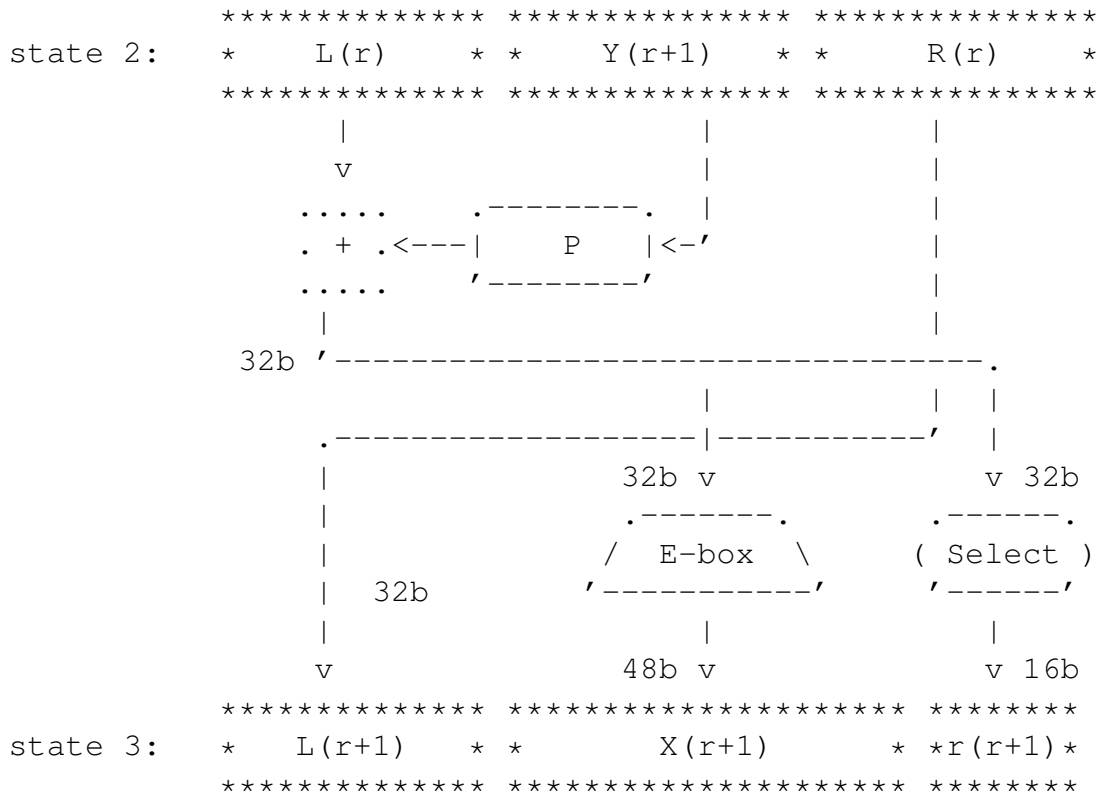 ************** *************** ***************
state 2:   *    L(r)    * *    Y(r+1)   * *     R(r)     *
              ************** *************** ***************
                 |                  |           |
                 v                  |           |
               .....    .--------.  |           |
               . + .<---|    P   |<-'           |
               .....    '--------'              |
                |                               |
            32b '----------------------------------.
                                    |           |  |
                .-------------------|-----------'  |
                |               32b v              v 32b
                |               .-------.       .------.
                |              /  E-box  \     ( Select )
                |  32b        '-----------'     '------'
                |                   |              |
                v               48b v              v 16b
           ************** ********************* ********
state 3:   *   L(r+1)   * *       X(r+1)      * *r(r+1)*
           ************** ********************* ********